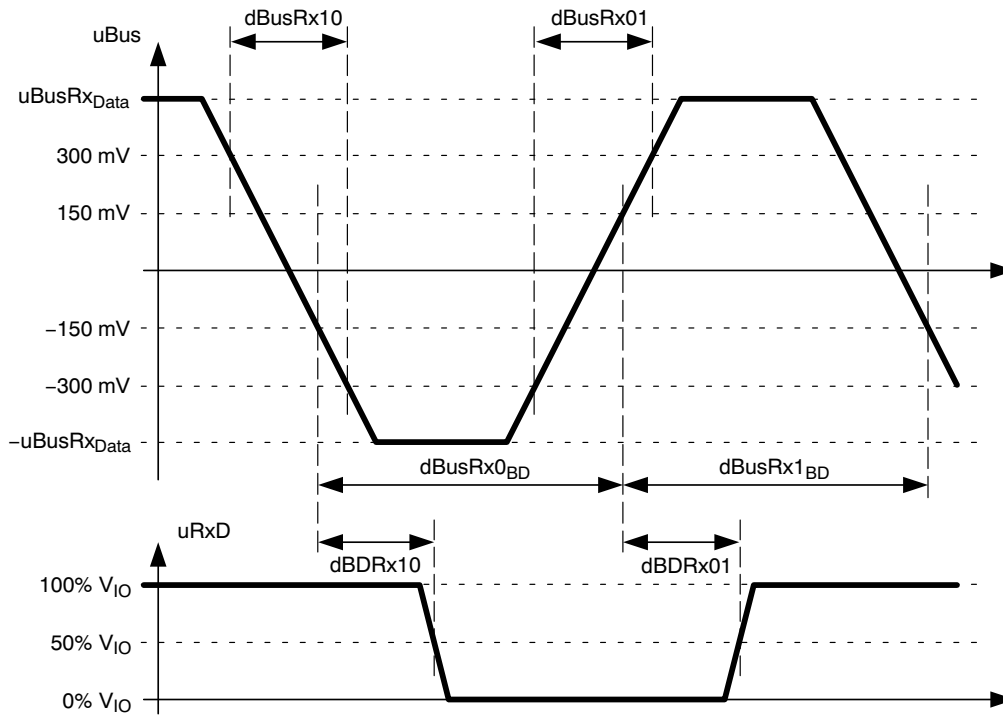 dBusRx10 dBusRx01
uBus
uBusRxData
300 mV
150 mV
−150 mV
−300 mV
−uBusRxData
dBusRx0BD dBusRx1BD
uRxD
dBDRx10 dBDRx01
100% VIO
50% VIO
0% VIO